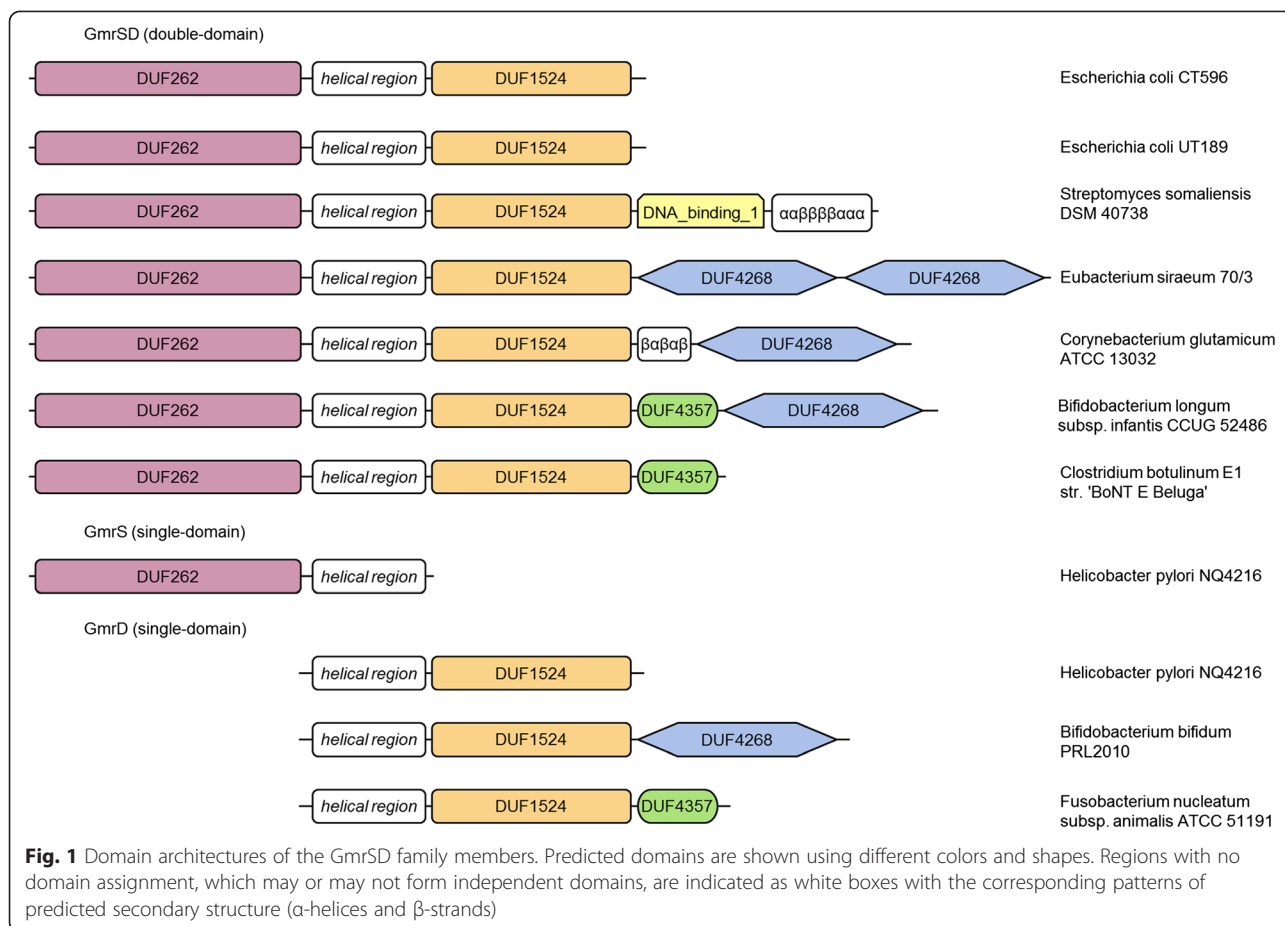 GmrSD (double-domain)
DUF262 helical region DUF1524 Escherichia coli CT596
DUF262 helical region DUF1524 Escherichia coli UT189
DUF262 helical region DUF1524 DNA_binding_1 ααββββααα Streptomyces somaliensis
DSM 40738
DUF262 helical region DUF1524 DUF4268 DUF4268 Eubacterium siraeum 70/3
DUF262 helical region DUF1524 βαβαβ DUF4268 Corynebacterium glutamicum
ATCC 13032
DUF262 helical region DUF1524 DUF4357 DUF4268 Bifidobacterium longum
subsp. infantis CCUG 52486
DUF262 helical region DUF1524 DUF4357 Clostridium botulinum E1
str. 'BoNT E Beluga'
GmrS (single-domain)
DUF262 helical region Helicobacter pylori NQ4216
GmrD (single-domain)
helical region DUF1524 Helicobacter pylori NQ4216
helical region DUF1524 DUF4268 Bifidobacterium bifidum
PRL2010
helical region DUF1524 DUF4357 Fusobacterium nucleatum
subsp. animalis ATCC 51191
Fig. 1 Domain architectures of the GmrSD family members. Predicted domains are shown using different colors and shapes. Regions with no
domain assignment, which may or may not form independent domains, are indicated as white boxes with the corresponding patterns of
predicted secondary structure (α-helices and β-strands)